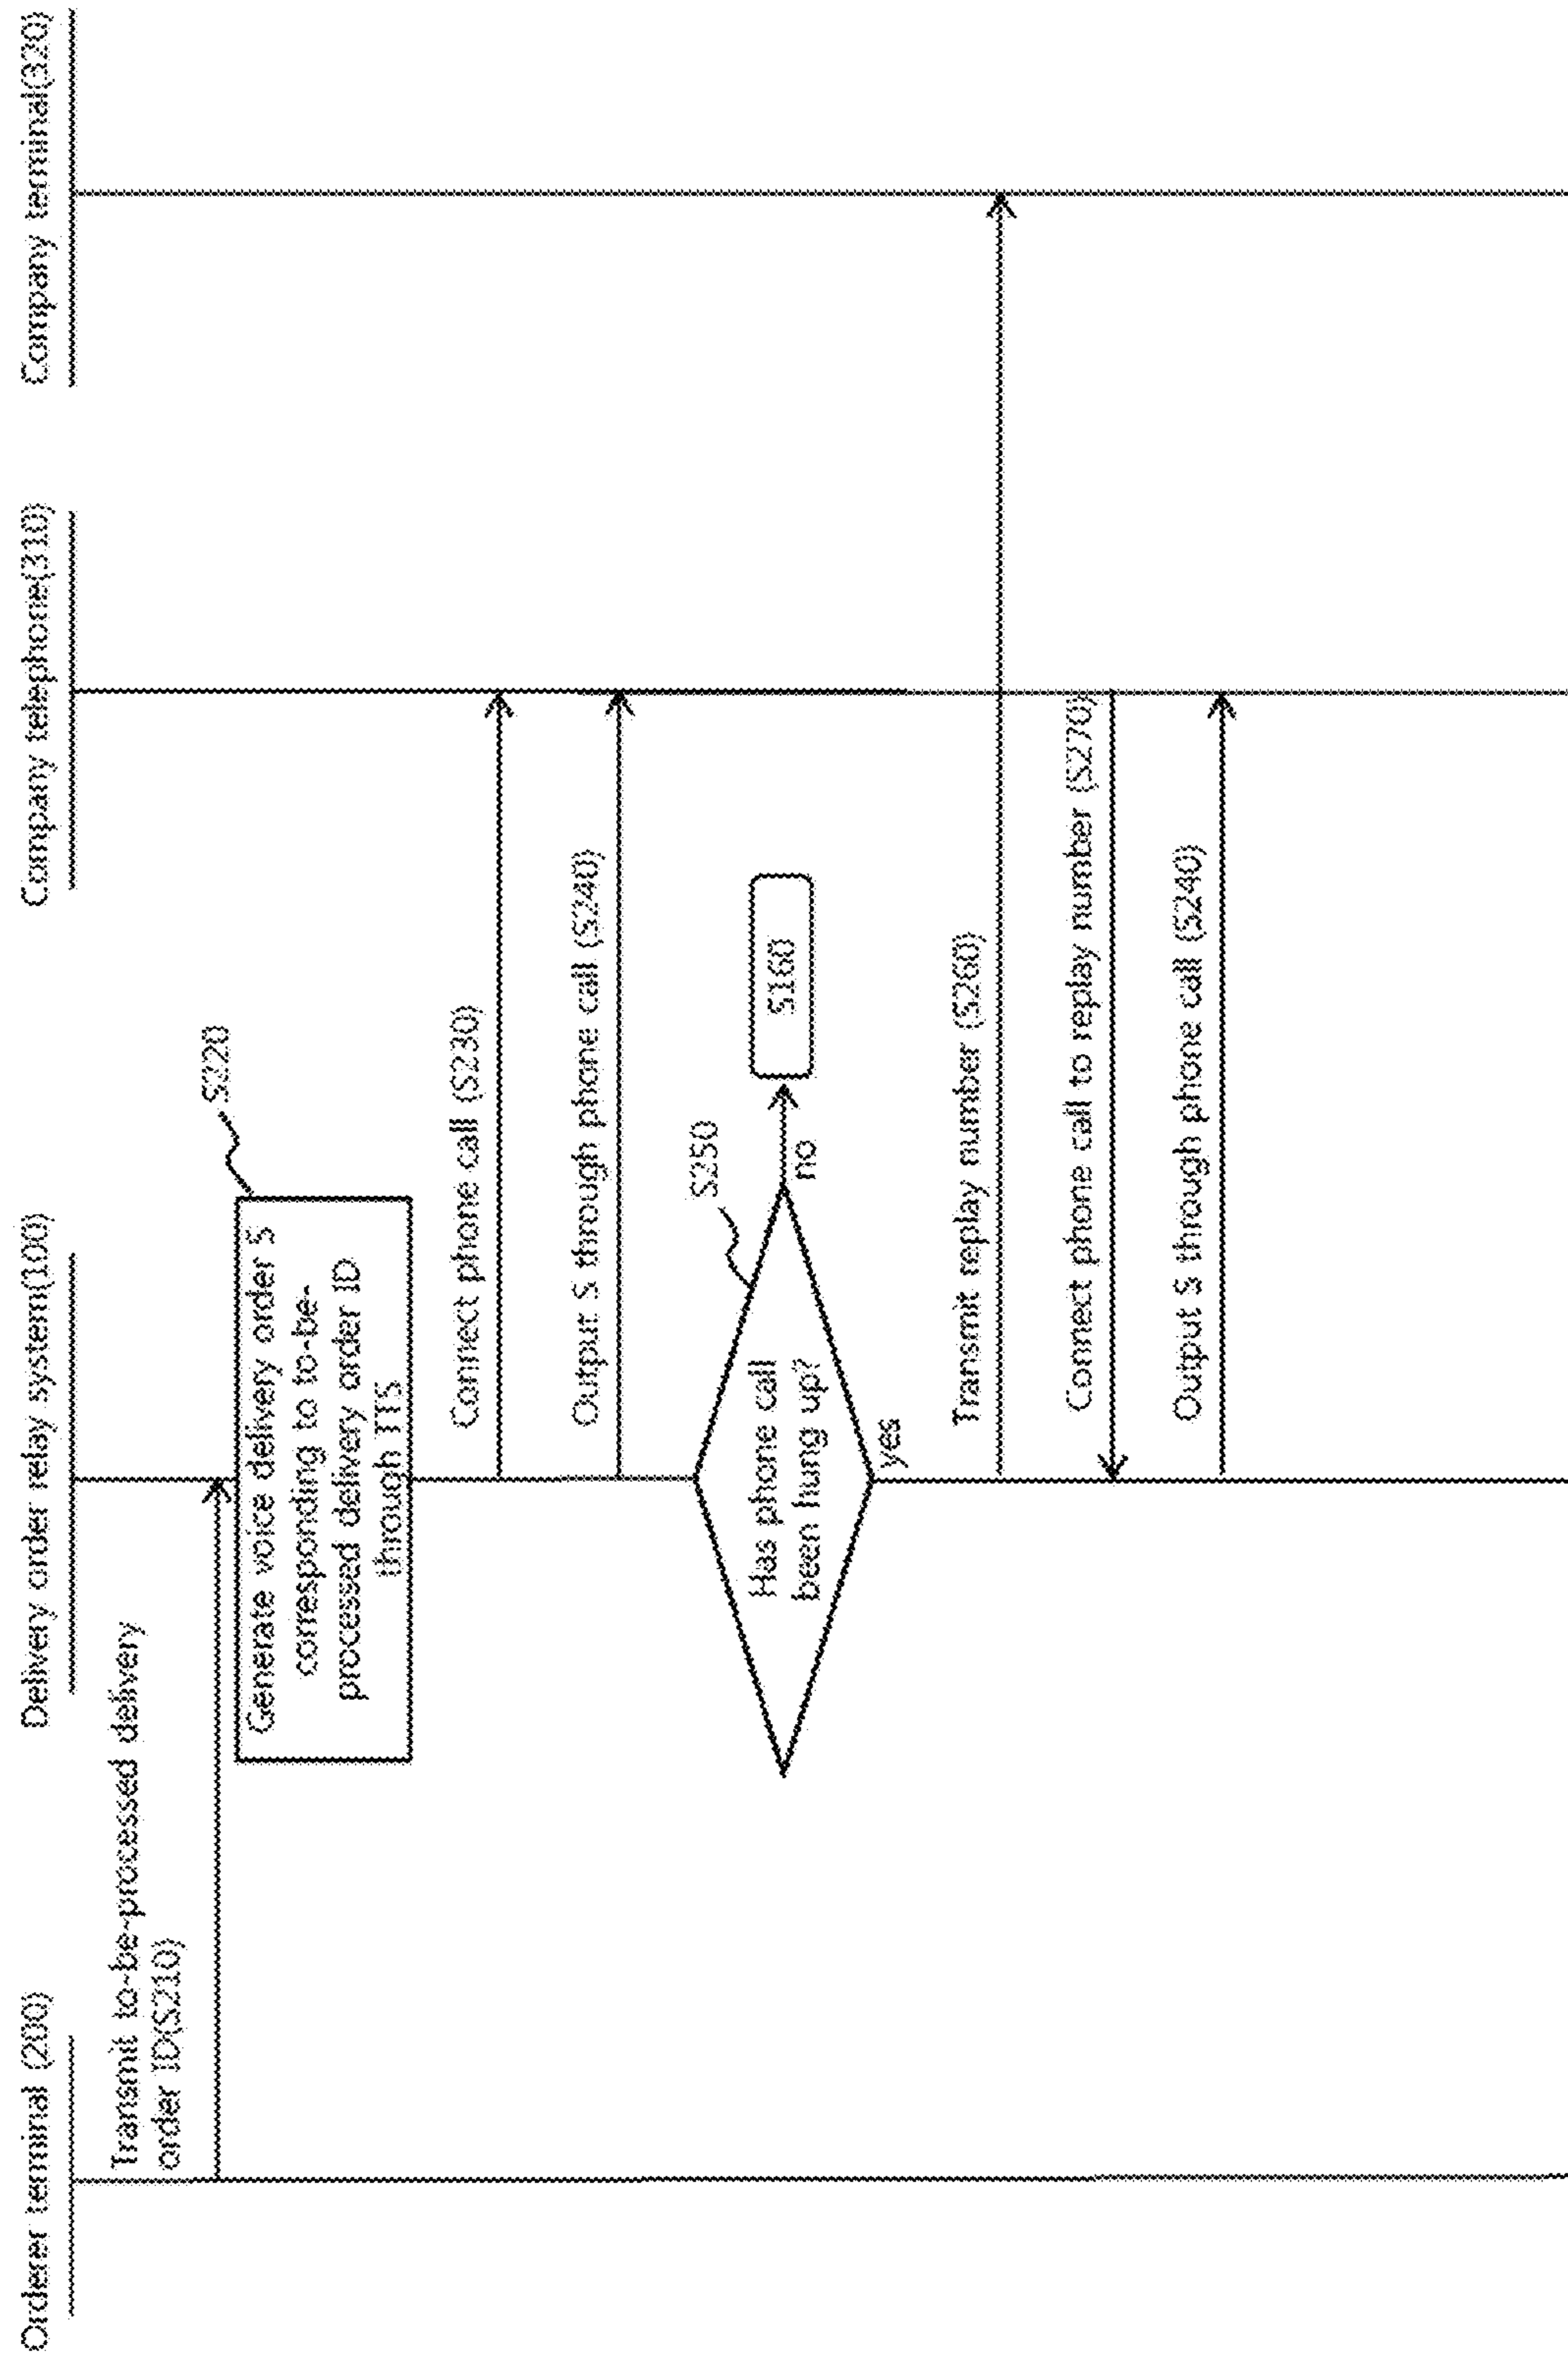 Orderer terminal (200)
Delivery order relay system(100)
Company telephone(310)
Company terminal(320)
Transmit to-be-processed delivery
order ID(S210)
S220
Generate voice delivery order S
corresponding to to-be-
processed delivery order ID
through TTS
Connect phone call (S230)
Output S through phone call (S240)
S250
Has phone call
been hung up?
no
S160
yes
Transmit replay number (S260)
Connect phone call to replay number (S270)
Output S through phone call (S240)